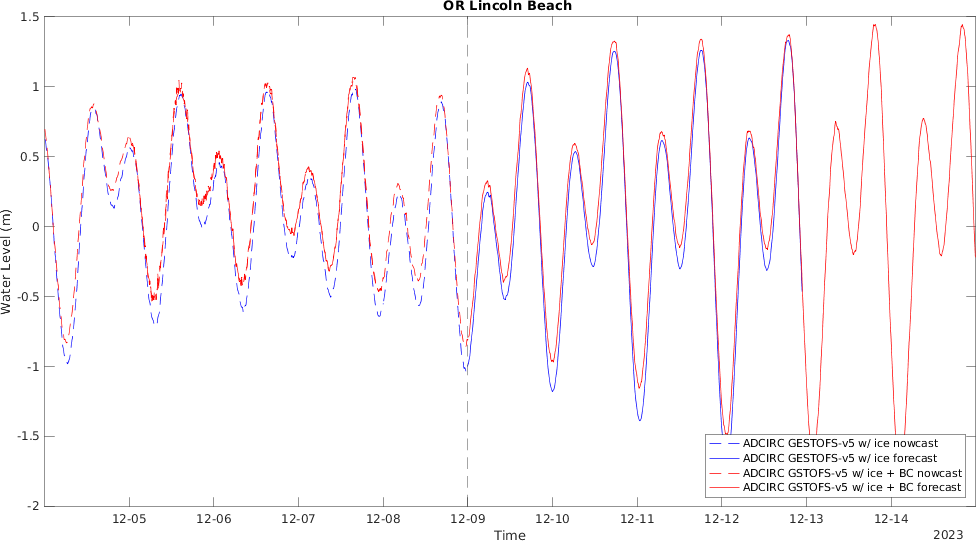 OR Lincoln Beach
1.5
1
0.5
0
-0.5
-1
-1.5
-2
Water Level (m)
12-05 12-06 12-07 12-08 12-09 12-10 12-11 12-12 12-13 12-14
Time
2023
ADCIRC GESTOFS-v5 w/ ice nowcast
ADCIRC GESTOFS-v5 w/ ice forecast
ADCIRC GSTOFS-v5 w/ ice + BC nowcast
ADCIRC GSTOFS-v5 w/ ice + BC forecast